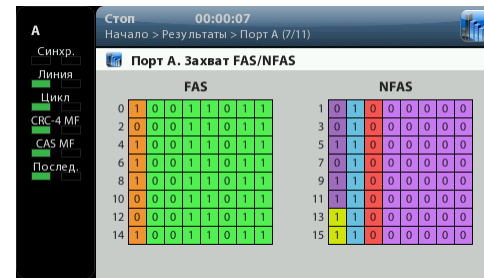 А
Синхр.
Линия
Цикл
CRC-4 MF
CAS MF
Послед.
Стоп 00:00:07
Начало > Результаты > Порт A (7/11)
Порт А. Захват FAS/NFAS
FAS NFAS
0 1 0 0 1 1 0 1 1 1 0 1 0 0 0 0 0 0
2 0 0 0 1 1 0 1 1 3 0 1 0 0 0 0 0 0
4 1 0 0 1 1 0 1 1 5 1 1 0 0 0 0 0 0
6 1 0 0 1 1 0 1 1 7 0 1 0 0 0 0 0 0
8 1 0 0 1 1 0 1 1 9 1 1 0 0 0 0 0 0
10 0 0 0 1 1 0 1 1 11 1 1 0 0 0 0 0 0
12 0 0 0 1 1 0 1 1 13 1 1 0 0 0 0 0 0
14 1 0 0 1 1 0 1 1 15 1 1 0 0 0 0 0 0